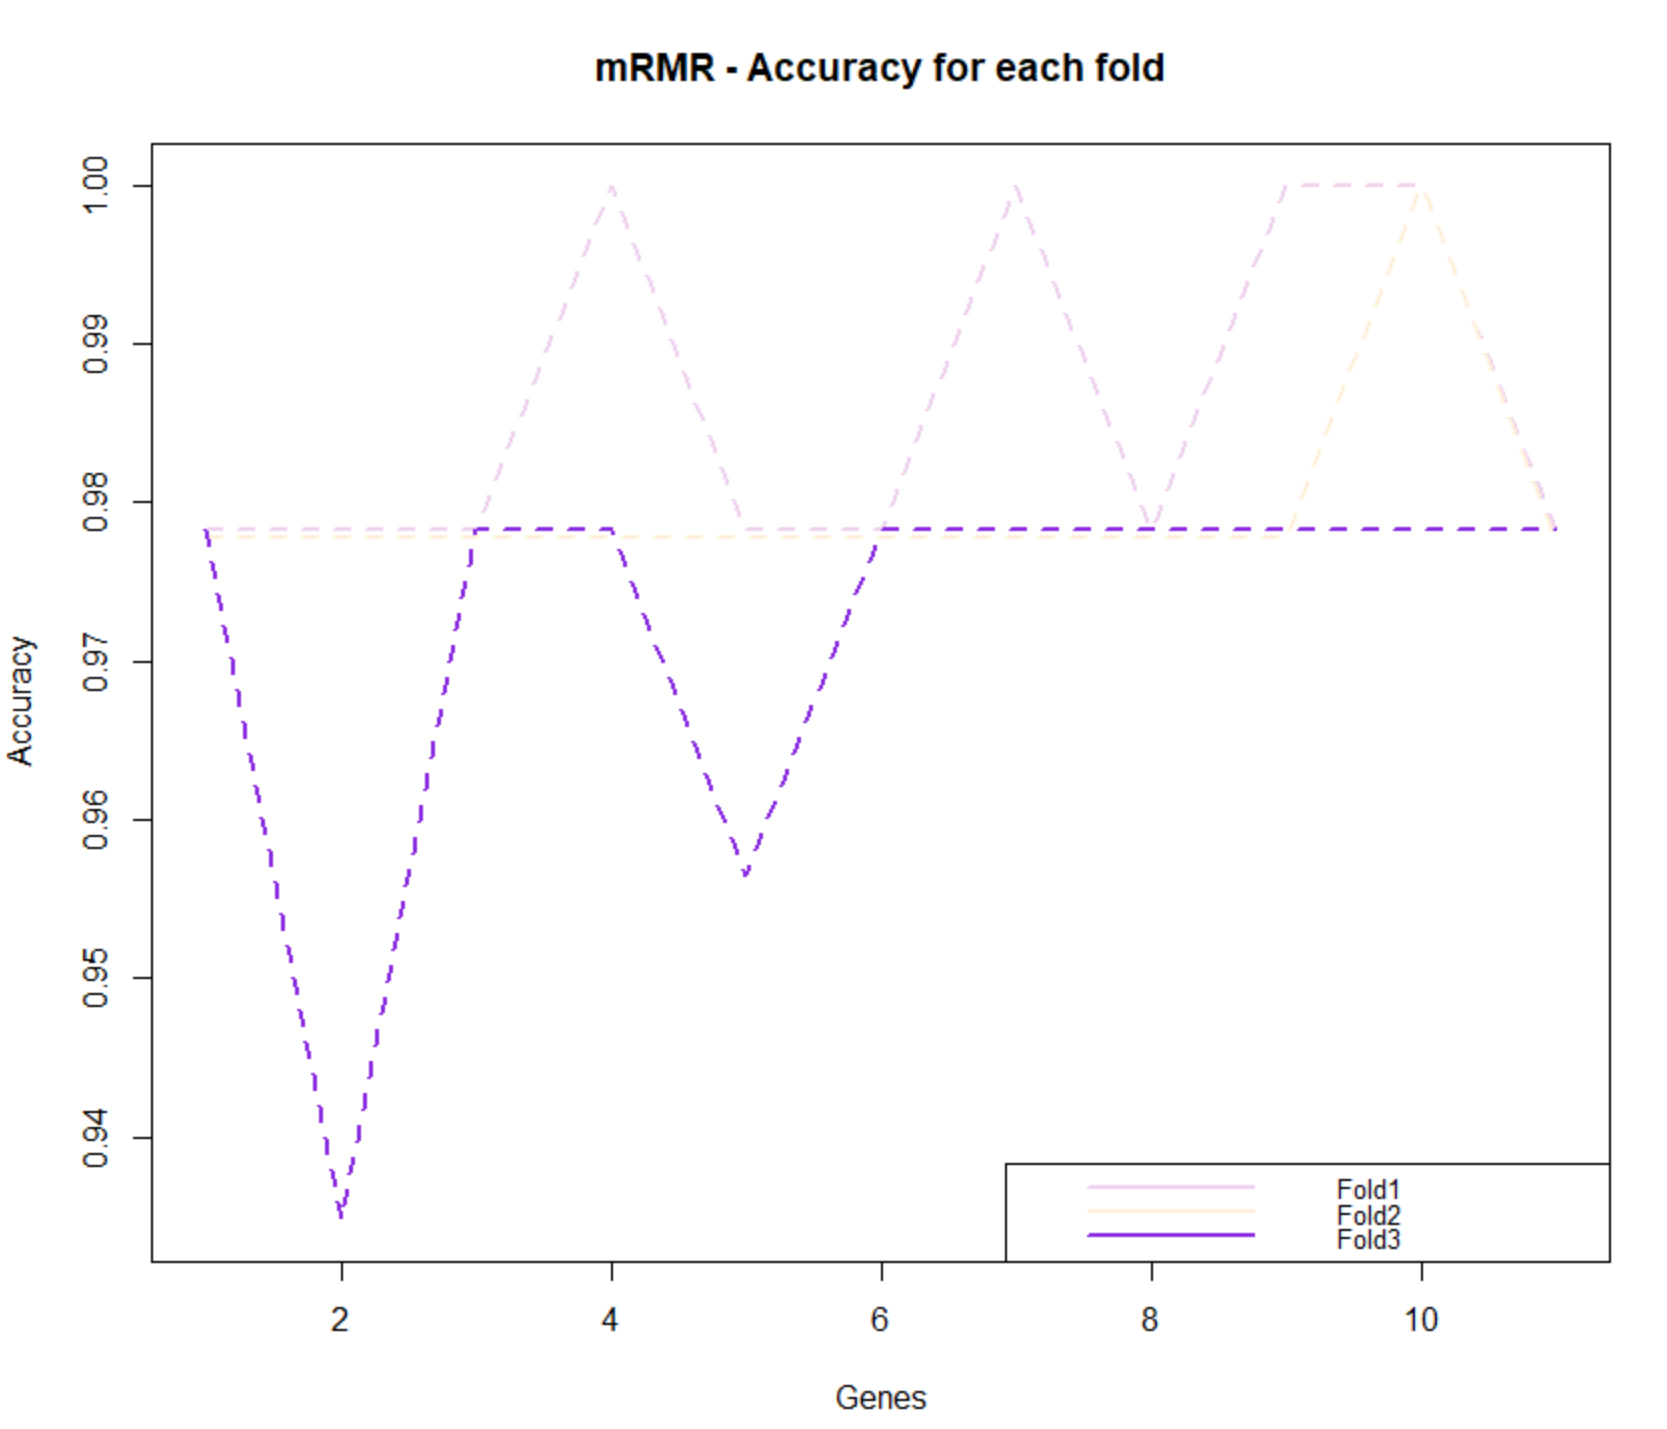 mRMR - Accuracy for each fold
Accuracy
1.00
0.99
0.98
0.97
0.96
0.95
0.94
Fold1
Fold2
Fold3
2 4 6 8 10
Genes